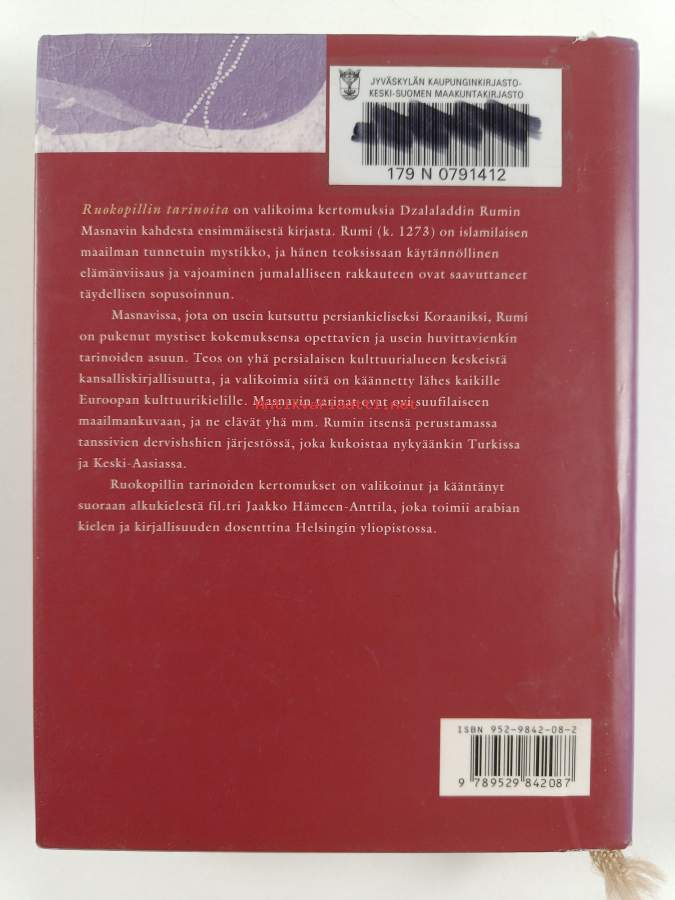 JYVÄSKYLÄN KAUPUNGINKIRJASTO-
KESKI-SUOMEN MAAKUNTAKIRJASTO
179 N 0791412
Ruokopillin tarinoita on valikoima kertomuksia Dzalaladdin Rumin
Masnavin kahdesta ensimmäisestä kirjasta. Rumi (k. 1273) on islamilaisen
maailman tunnetuin mystikko, ja hänen teoksissaan käytännöllinen
elämänviisaus ja vajoaminen jumalalliseen rakkauteen ovat saavuttaneet
täydellisen sopusoinnun.
Masnavissa, jota on usein kutsuttu persiankieliseksi Koraaniksi, Rumi
on pukenut mystiset kokemuksensa opettavien ja usein huvittavienkin
tarinoiden asuun. Teos on yhä persialaisen kulttuurialueen keskeistä
kansalliskirjallisuutta, ja valikoimia siitä on käännetty lähes kaikille
Euroopan kulttuurikielille. Masnavin tarinat ovat ovi suufilaiseen
antikvariaatti.net
maailmankuvaan, ja ne elävät yhä mm. Rumin itsensä perustamassa
tanssivien dervishshien järjestössä, joka kukoistaa nykyäänkin Turkissa
ja Keski-Aasiassa.
Ruokopillin tarinoiden kertomukset on valikoinut ja kääntänyt
suoraan alkukielestä fil.tri Jaakko Hämeen-Anttila, joka toimii arabian
kielen ja kirjallisuuden dosenttina Helsingin yliopistossa.
ISBN 952-9842-08-2
9 789529 842087